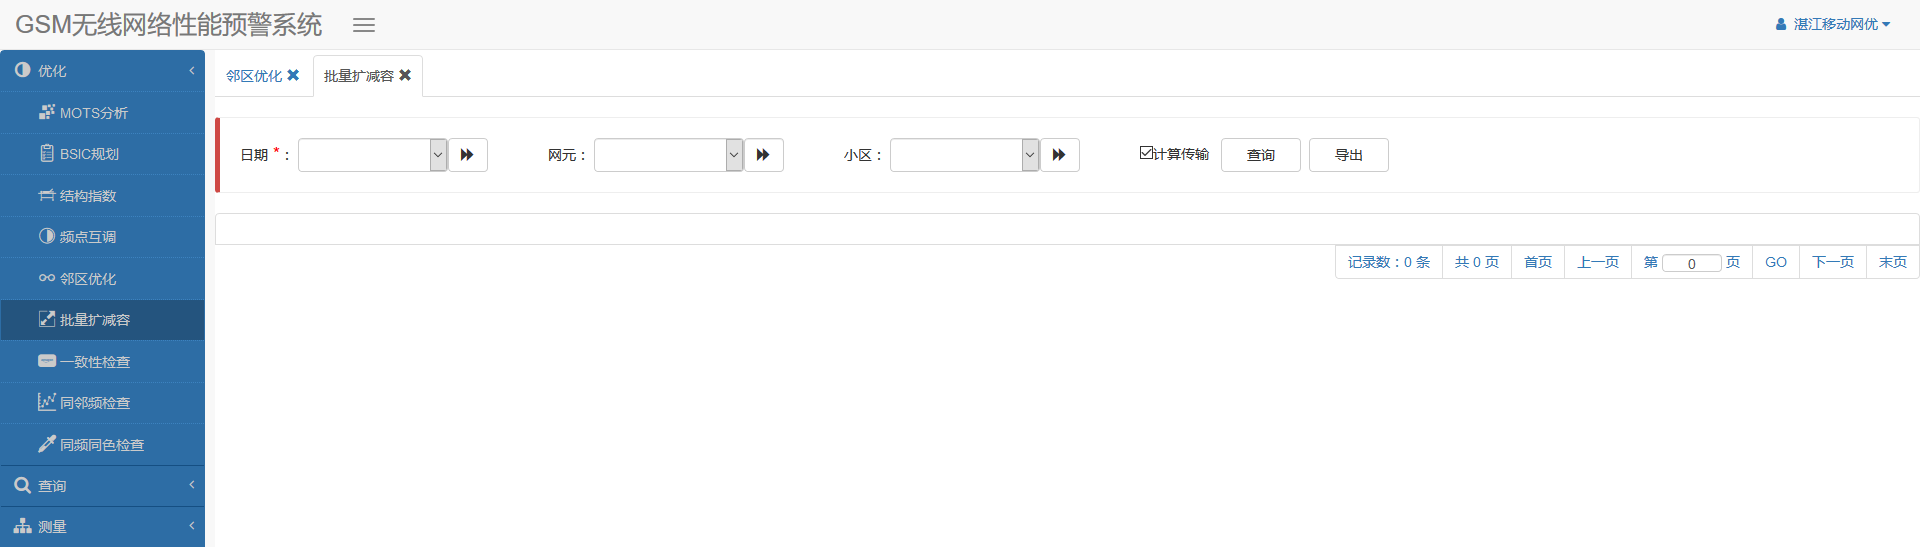 GSM无线网络性能预警系统
湛江移动网优
优化
MOTS分析
BSIC规划
结构指数
频点互调
邻区优化
批量扩减容
一致性检查
同邻频检查
同频同色检查
查询
测量
邻区优化 批量扩减容
日期 *： 网元： 小区： 计算传输 查询 导出
记录数：0 条 共 0 页 首页 上一页 第 0 页 GO 下一页 末页